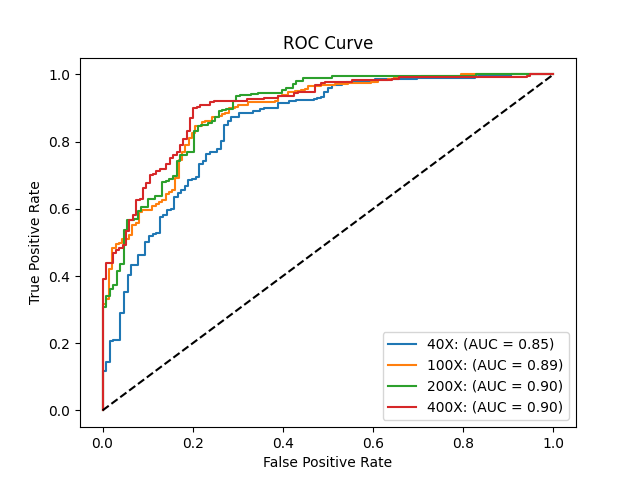 ROC Curve
True Positive Rate
1.0
0.8
0.6
0.4
0.2
0.0
0.0 0.2 0.4 0.6 0.8 1.0
False Positive Rate
40X: (AUC = 0.85)
100X: (AUC = 0.89)
200X: (AUC = 0.90)
400X: (AUC = 0.90)